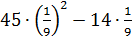 45 · (1/9)² − 14 · 1/9